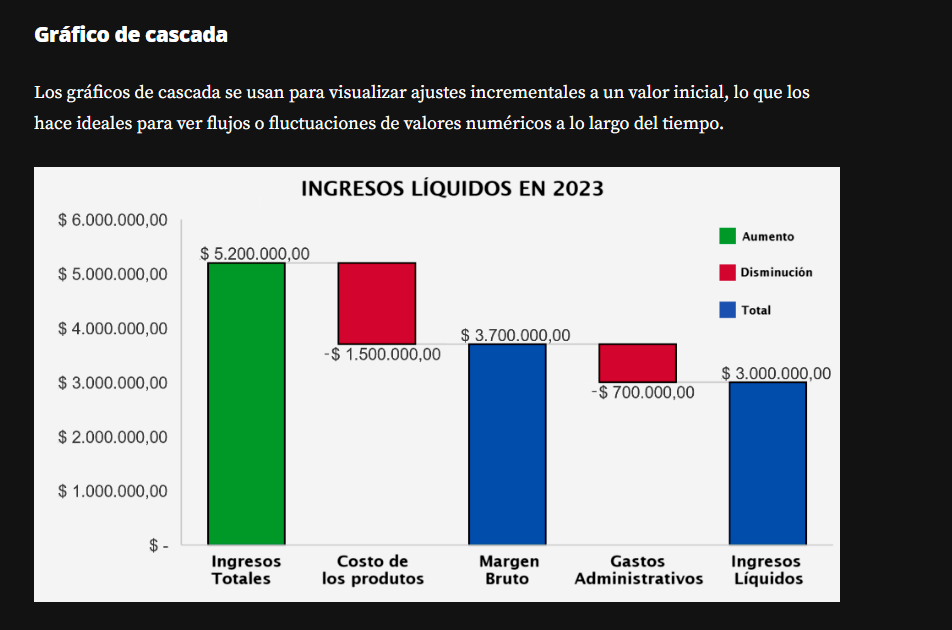 Gráfico de cascada
Los gráficos de cascada se usan para visualizar ajustes incrementales a un valor inicial, lo que los
hace ideales para ver flujos o fluctuaciones de valores numéricos a lo largo del tiempo.
INGRESOS LÍQUIDOS EN 2023
$ 6.000.000,00
$ 5.000.000,00
$ 4.000.000,00
$ 3.000.000,00
$ 2.000.000,00
$ 1.000.000,00
$ -
$ 5.200.000,00
-$ 1.500.000,00
$ 3.700.000,00
-$ 700.000,00
$ 3.000.000,00
Aumento
Disminución
Total
Ingresos
Totales
Costo de
los produtos
Margen
Bruto
Gastos
Administrativos
Ingresos
Líquidos